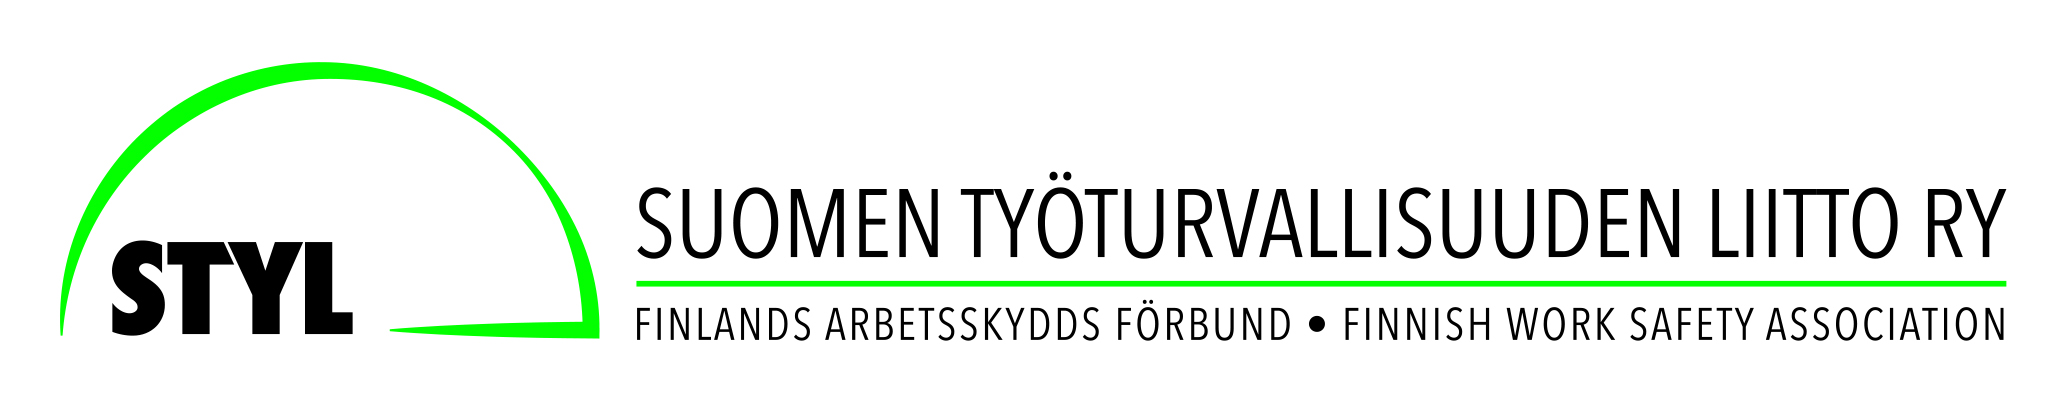 STYL
SUOMEN TYÖTURVALLISUUDEN LIITTO RY
FINLANDS ARBETSSKYDDS FÖRBUND • FINNISH WORK SAFETY ASSOCIATION